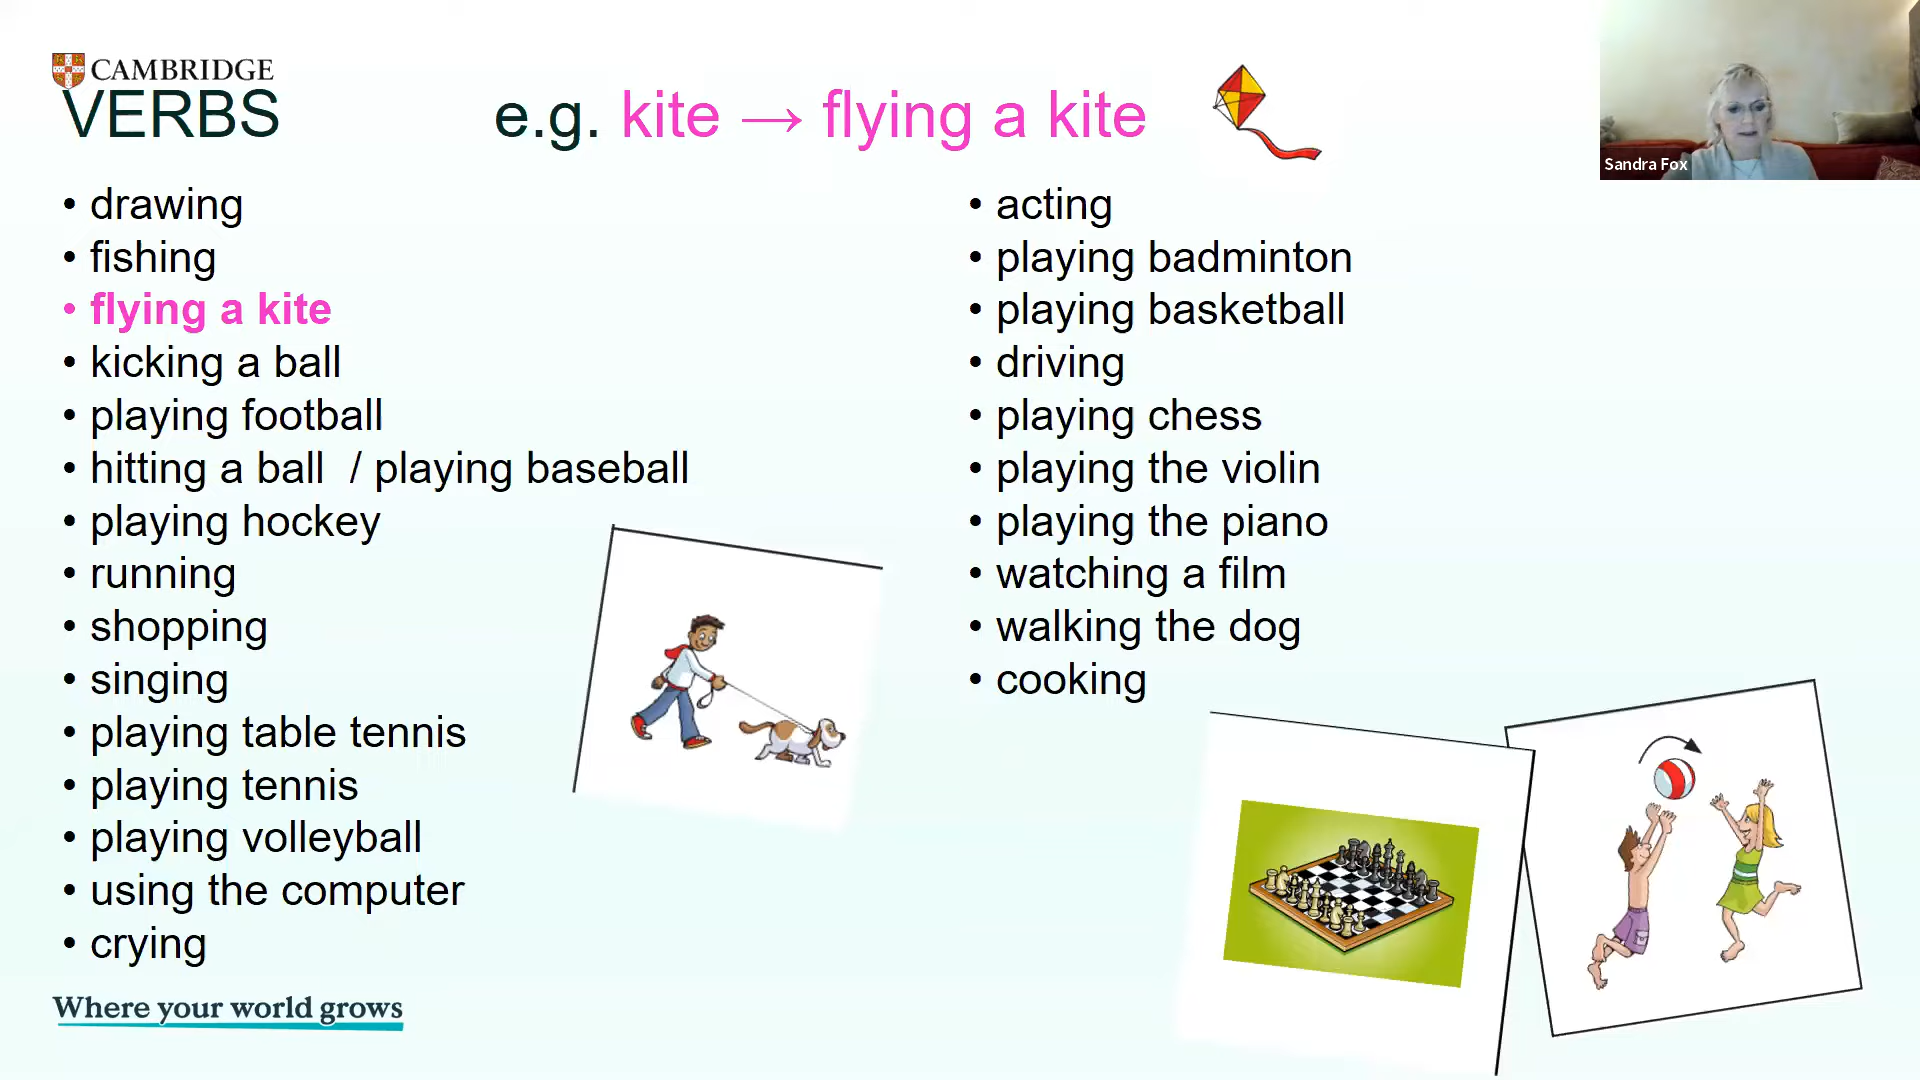 CAMBRIDGE
VERBS
e.g. kite → flying a kite
Sandra Fox
• drawing
• fishing
• flying a kite
• kicking a ball
• playing football
• hitting a ball / playing baseball
• playing hockey
• running
• shopping
• singing
• playing table tennis
• playing tennis
• playing volleyball
• using the computer
• crying
• acting
• playing badminton
• playing basketball
• driving
• playing chess
• playing the violin
• playing the piano
• watching a film
• walking the dog
• cooking
Where your world grows